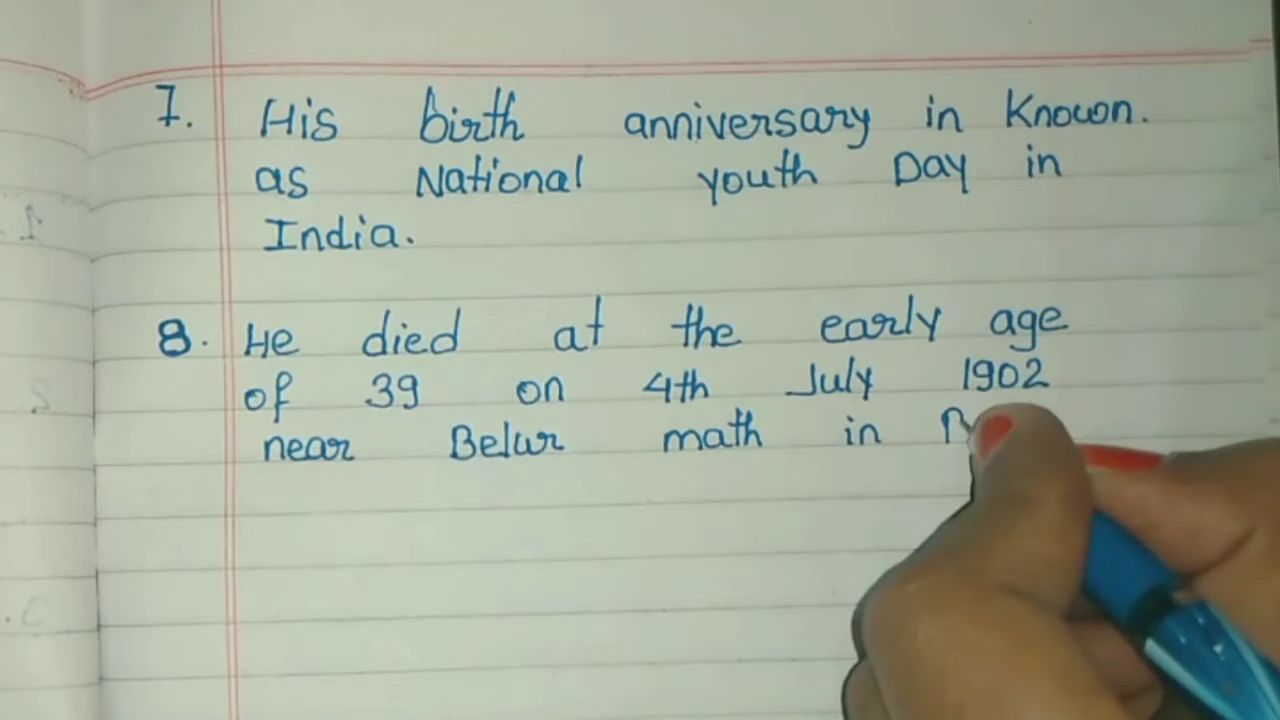 7. His birth anniversary in Known.
as National youth Day in
India.
8. He died at the early age
of 39 on 4th July 1902
near Belur math in